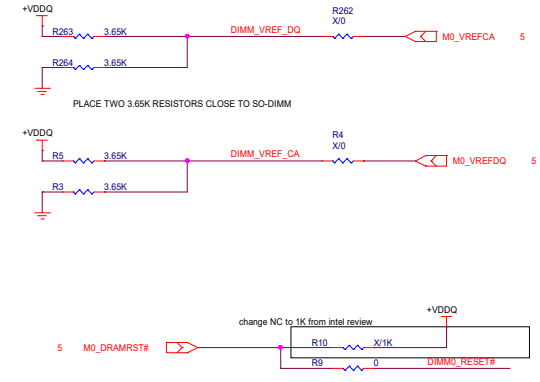 +VDDQ
R263 3.65K
DIMM_VREF_DQ
R262
X/0
M0_VREFCA 5
R264 3.65K
PLACE TWO 3.65K RESISTORS CLOSE TO SO-DIMM
+VDDQ
R5 3.65K
DIMM_VREF_CA
R4
X/0
M0_VREFDQ 5
R3 3.65K
+VDDQ
change NC to 1K from intel review
5 M0_DRAMRST#
R10 X/1K
R9 0 DIMM0_RESET#